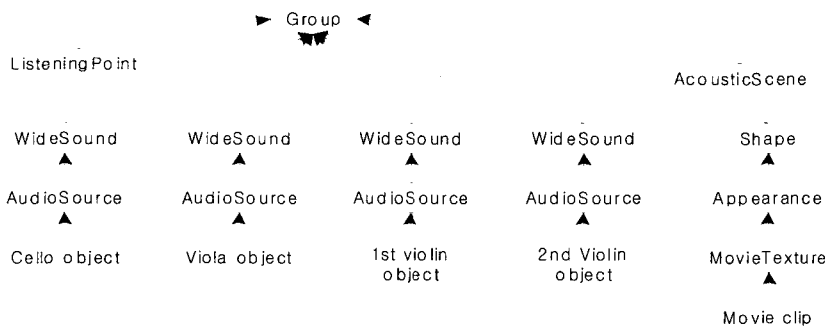 Group
ListeningPoint
AcousticScene
WideSound WideSound WideSound WideSound Shape
AudioSource AudioSource AudioSource AudioSource Appearance
Cello object Viola object 1st violin object 2nd Violin object MovieTexture
Movie clip